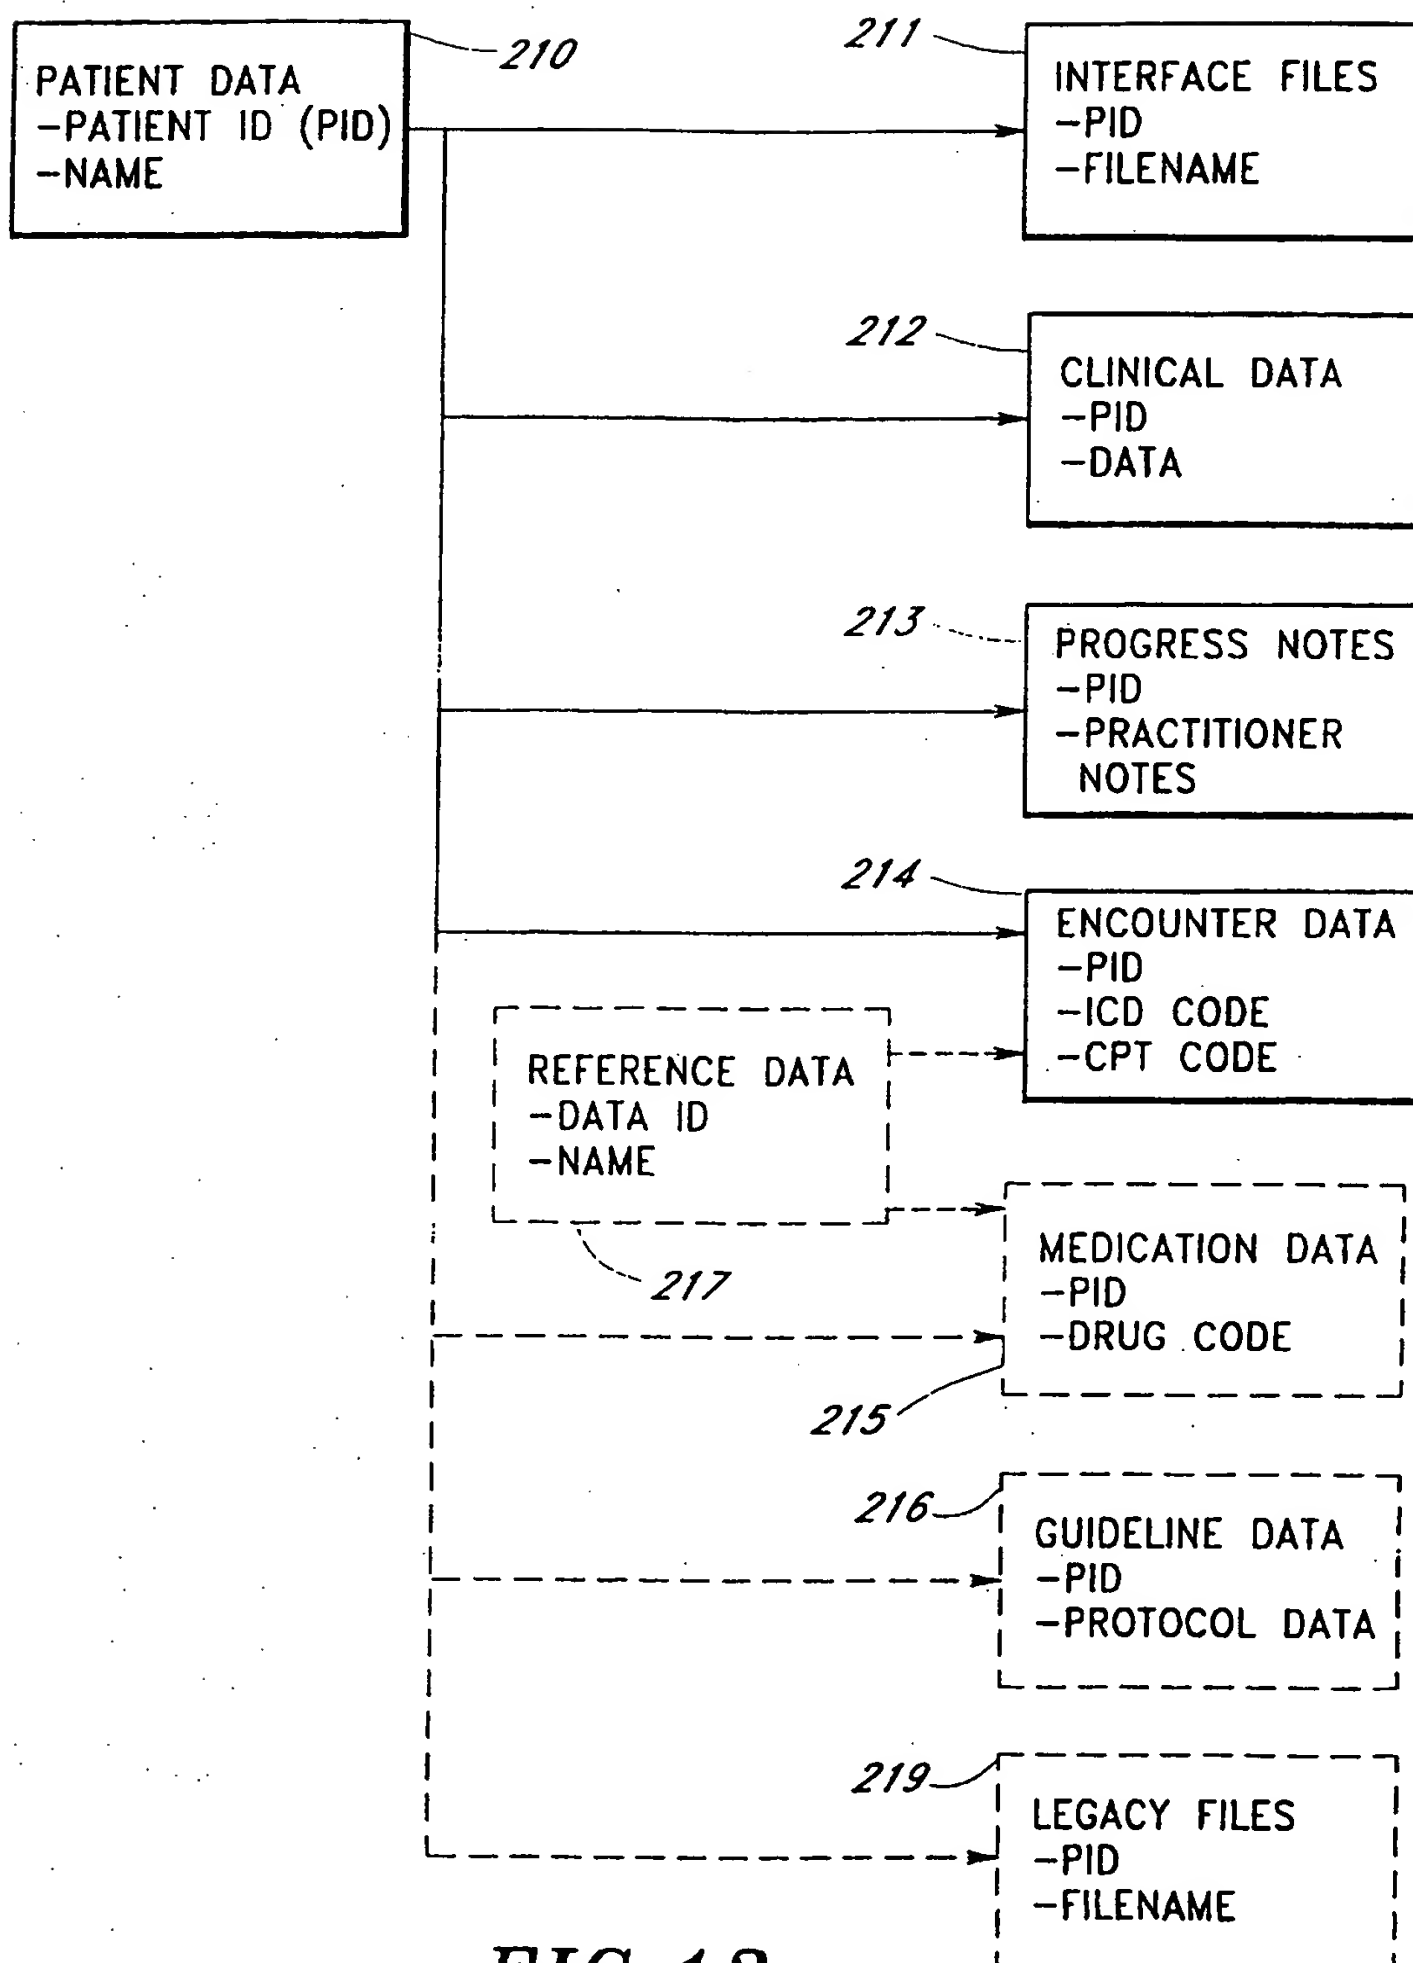 210
PATIENT DATA
-PATIENT ID (PID)
-NAME
211
INTERFACE FILES
-PID
-FILENAME
212
CLINICAL DATA
-PID
-DATA
213
PROGRESS NOTES
-PID
-PRACTITIONER
NOTES
214
ENCOUNTER DATA
-PID
-ICD CODE
-CPT CODE
REFERENCE DATA
-DATA ID
-NAME
217
MEDICATION DATA
-PID
-DRUG CODE
215
216
GUIDELINE DATA
-PID
-PROTOCOL DATA
219
LEGACY FILES
-PID
-FILENAME